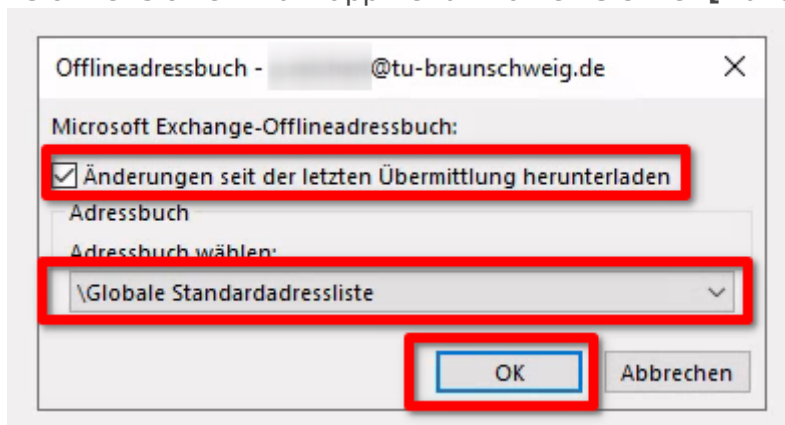 Offlineadressbuch - @tu-braunschweig.de
Microsoft Exchange-Offlineadressbuch:
Änderungen seit der letzten Übermittlung herunterladen
Adressbuch
Adressbuch wählen:
\Globale Standardadressliste
OK Abbrechen